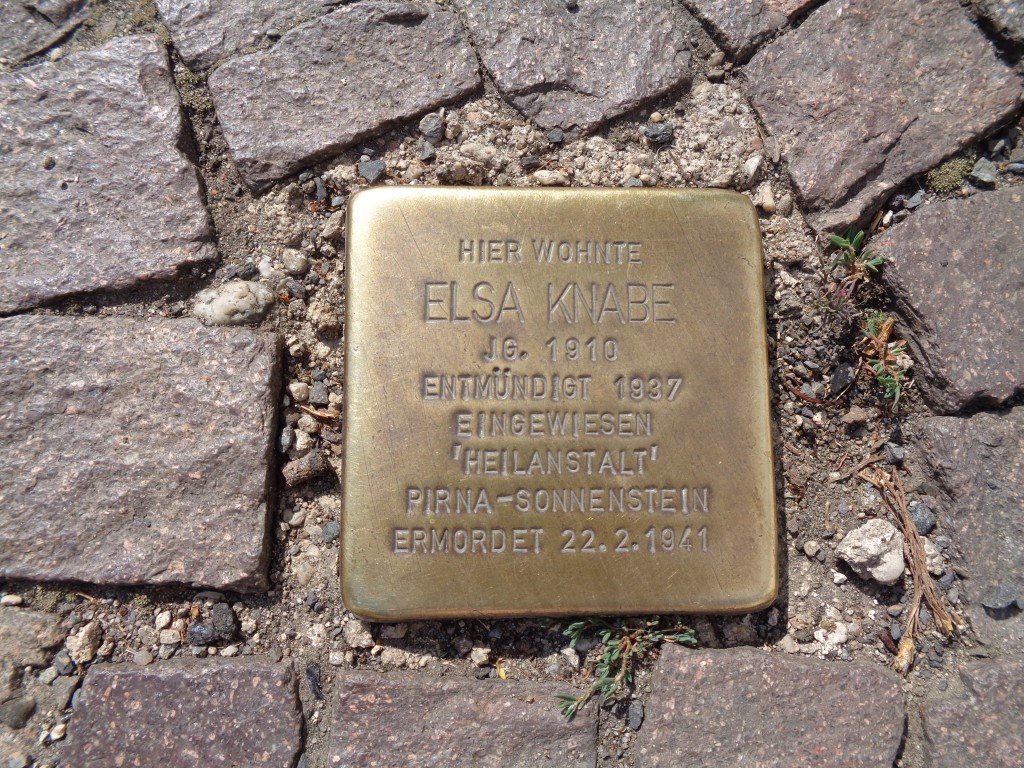 HIER WOHNTE
ELSA KNABE
JG. 1910
ENTMÜNDIGT 1937
EINGEWIESEN
'HEILANSTALT'
PIRNA-SONNENSTEIN
ERMORDET 22.2.1941